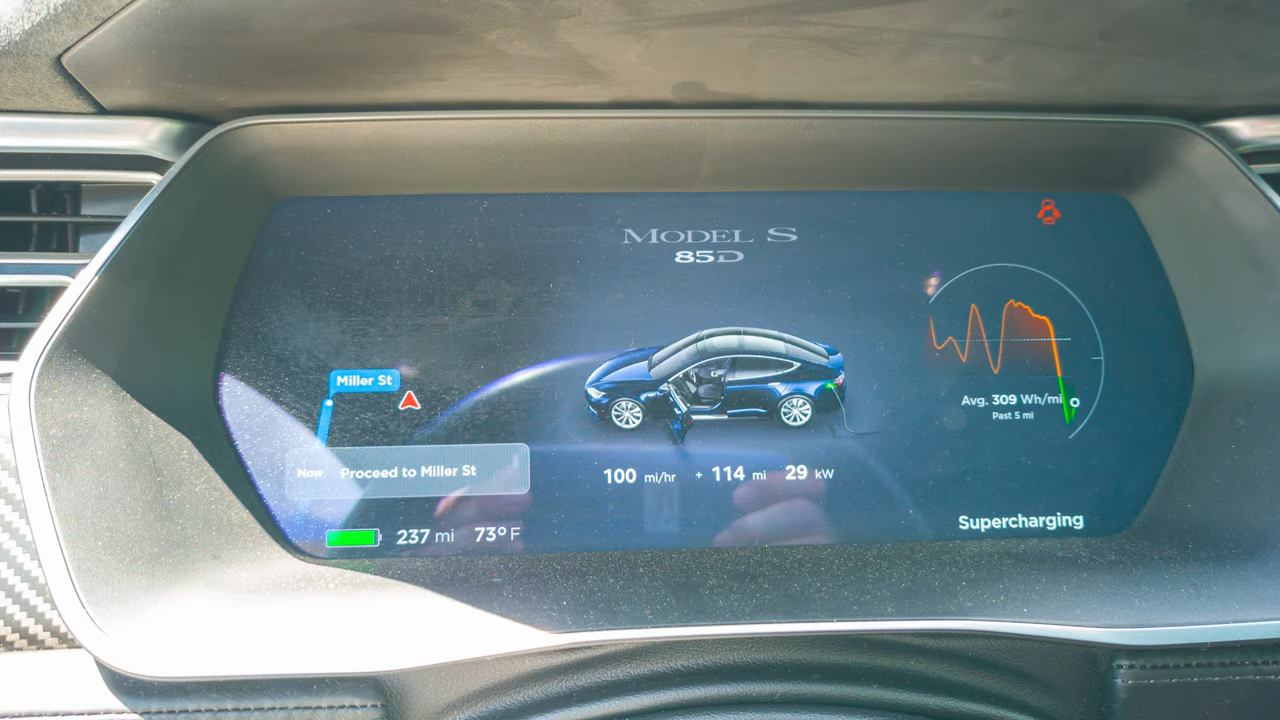 MODEL S
85D
Miller St
Now Proceed to Miller St
Avg. 309 Wh/mi
Past 5 mi
100 mi/hr + 114 mi 29 kW
237 mi 73° F
Supercharging